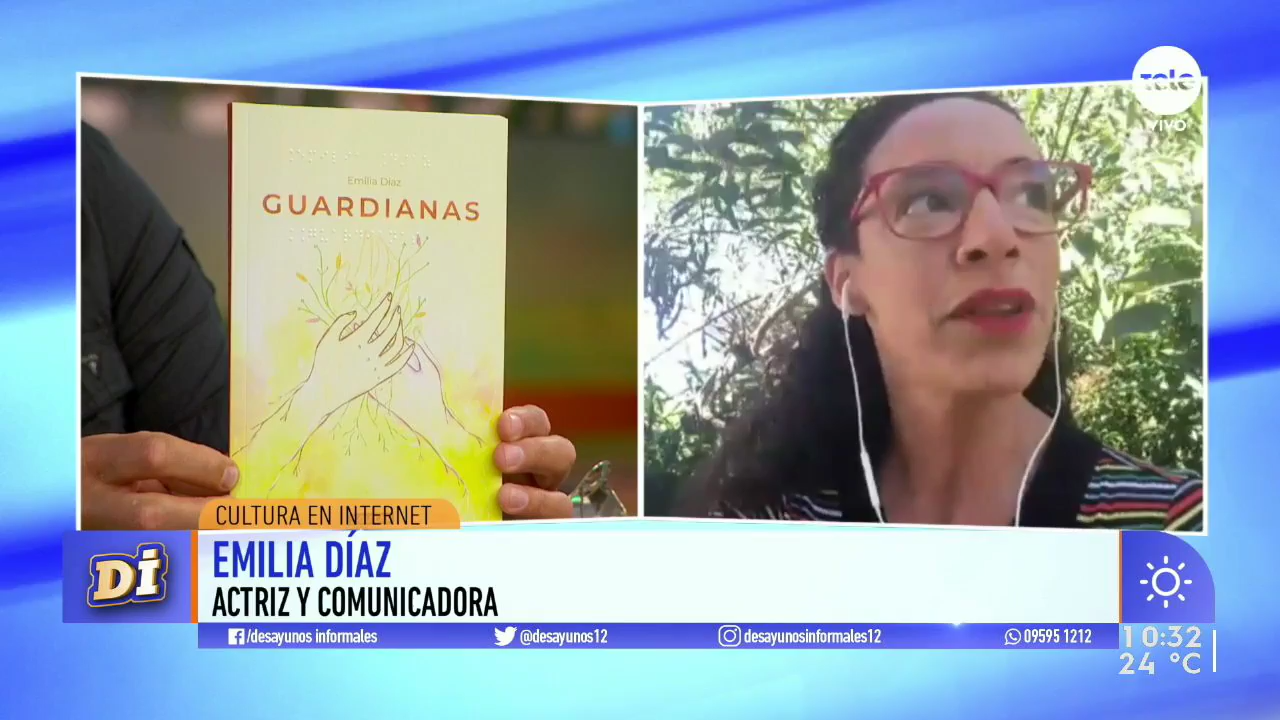 tele
VIVO
Emilia Díaz
GUARDIANAS
CULTURA EN INTERNET
Di
EMILIA DÍAZ
ACTRIZ Y COMUNICADORA
/desayunos informales
@desayunos12
desayunosinformales12
09595 1212
10:32
24 °C